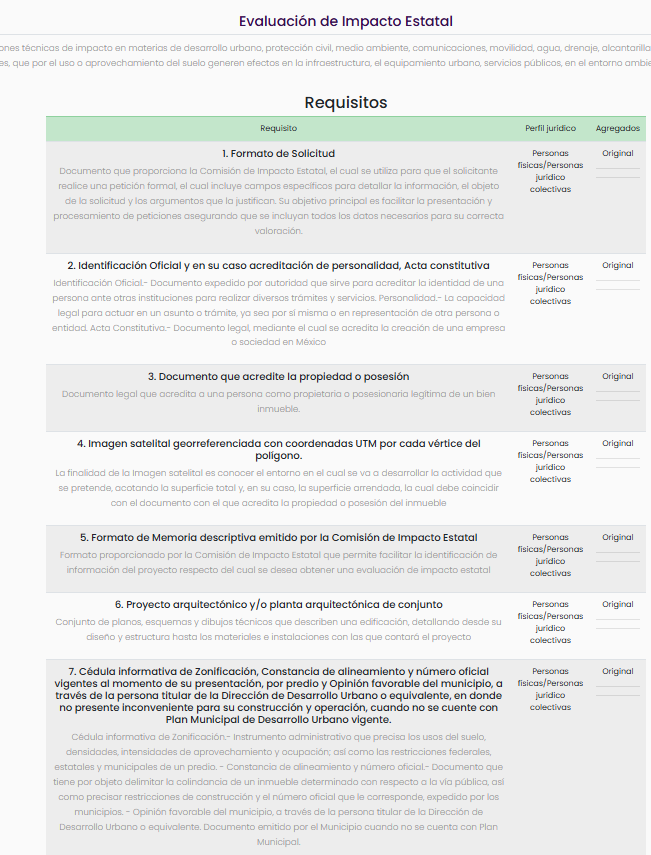 Evaluación de Impacto Estatal
ones técnicas de impacto en materias de desarrollo urbano, protección civil, medio ambiente, comunicaciones, movilidad, agua, drenaje, alcantarilla
es, que por el uso o aprovechamiento del suelo generen efectos en la infraestructura, el equipamiento urbano, servicios públicos, en el entorno ambie
Requisitos
Requisito Perfil jurídico Agregados
1. Formato de Solicitud
Documento que proporciona la Comisión de Impacto Estatal, el cual se utiliza para que el solicitante
realice una petición formal, el cual incluye campos específicos para detallar la información, el objeto
de la solicitud y los argumentos que la justifican. Su objetivo principal es facilitar la presentación y
procesamiento de peticiones asegurando que se incluyan todos los datos necesarios para su correcta
valoración.
Personas
físicas/Personas
jurídico
colectivas
Original
2. Identificación Oficial y en su caso acreditación de personalidad, Acta constitutiva
Identificación Oficial.- Documento expedido por autoridad que sirve para acreditar la identidad de una
persona ante otras instituciones para realizar diversos trámites y servicios. Personalidad.- La capacidad
legal para actuar en un asunto o trámite, ya sea por sí misma o en representación de otra persona o
entidad. Acta Constitutiva.- Documento legal, mediante el cual se acredita la creación de una empresa
o sociedad en México
Personas
físicas/Personas
jurídico
colectivas
Original
3. Documento que acredite la propiedad o posesión
Documento legal que acredita a una persona como propietaria o posesionaria legitima de un bien
inmueble.
Personas
físicas/Personas
jurídico
colectivas
Original
4. Imagen satelital georreferenciada con coordenadas UTM por cada vértice del
polígono.
La finalidad de la Imagen satelital es conocer el entorno en el cual se va a desarrollar la actividad que
se pretende, acotando la superficie total y, en su caso, la superficie arrendada, la cual debe coincidir
con el documento con el que acredita la propiedad o posesión del inmueble
Personas
físicas/Personas
jurídico
colectivas
Original
5. Formato de Memoria descriptiva emitido por la Comisión de Impacto Estatal
Formato proporcionado por la Comisión de Impacto Estatal que permite facilitar la identificación de
información del proyecto respecto del cual se desea obtener una evaluación de impacto estatal
Personas
físicas/Personas
jurídico
colectivas
Original
6. Proyecto arquitectónico y/o planta arquitectónica de conjunto
Conjunto de planos, esquemas y dibujos técnicos que describen una edificación, detallando desde su
diseño y estructura hasta los materiales e instalaciones con las que contará el proyecto
Personas
físicas/Personas
jurídico
colectivas
Original
7. Cédula informativa de Zonificación, Constancia de alineamiento y número oficial
vigentes al momento de su presentación, por predio y Opinión favorable del municipio, a
través de la persona titular de la Dirección de Desarrollo Urbano o equivalente, en donde
no presente inconveniente para su construcción y operación, cuando no se cuente con
Plan Municipal de Desarrollo Urbano vigente.
Cédula informativa de Zonificación.- Instrumento administrativo que precisa los usos del suelo,
densidades, intensidades de aprovechamiento y ocupación; así como las restricciones federales,
estatales y municipales de un predio. - Constancia de alineamiento y número oficial.- Documento que
tiene por objeto delimitar la colindancia de un inmueble determinado con respecto a la vía pública, así
como precisar restricciones de construcción y el número oficial que le corresponde, expedido por los
municipios. - Opinión favorable del municipio, a través de la persona titular de la Dirección de
Desarrollo Urbano o equivalente. Documento emitido por el Municipio cuando no se cuenta con Plan
Municipal.
Personas
físicas/Personas
jurídico
colectivas
Original